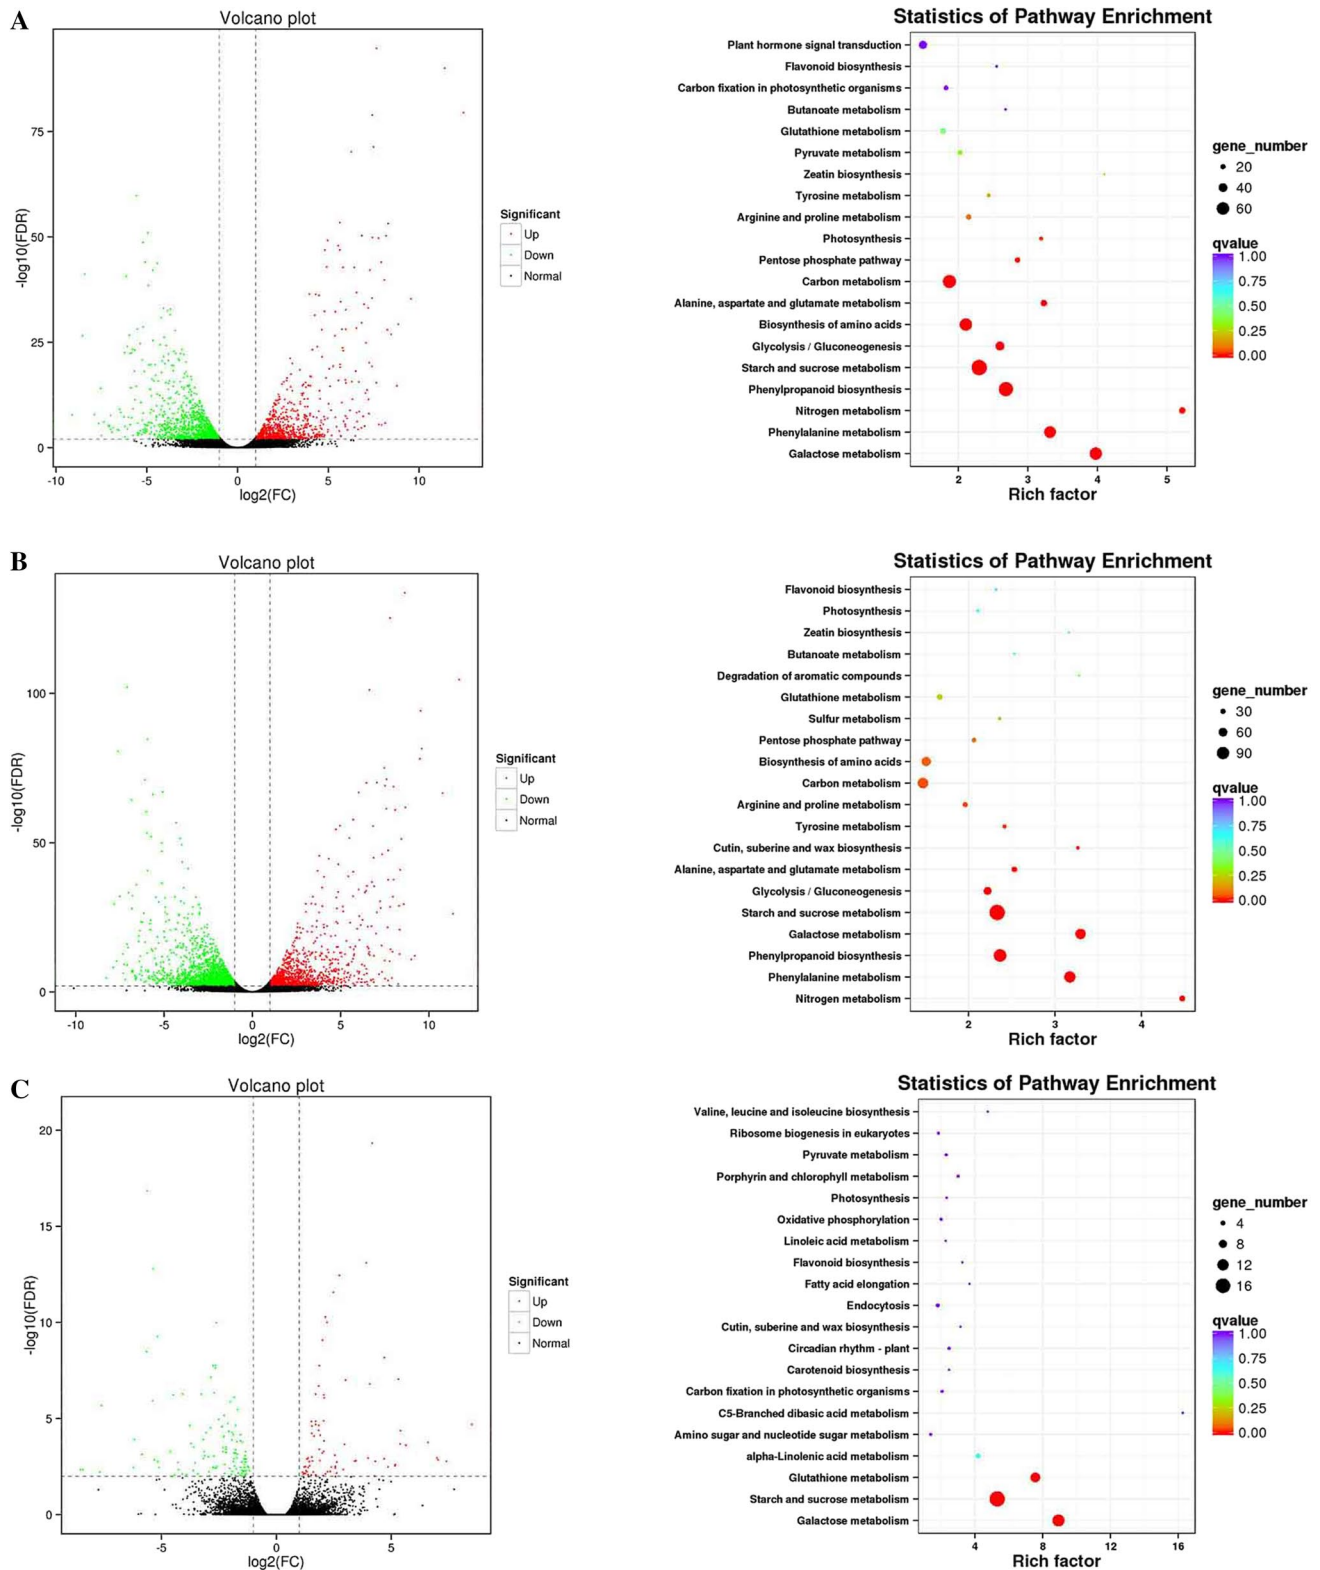 A
Volcano plot
75
50
25
0
-10
-5
0
5
10
-log10(FDR)
log2(FC)
Significant
Up
Down
Normal
Statistics of Pathway Enrichment
Plant hormone signal transduction
Flavonoid biosynthesis
Carbon fixation in photosynthetic organisms
Butanoate metabolism
Glutathione metabolism
Pyruvate metabolism
Zeatin biosynthesis
Tyrosine metabolism
Arginine and proline metabolism
Photosynthesis
Pentose phosphate pathway
Carbon metabolism
Alanine, aspartate and glutamate metabolism
Biosynthesis of amino acids
Glycolysis / Gluconeogenesis
Starch and sucrose metabolism
Phenylpropanoid biosynthesis
Nitrogen metabolism
Phenylalanine metabolism
Galactose metabolism
2
3
4
5
Rich factor
gene_number
20
40
60
qvalue
1.00
0.75
0.50
0.25
0.00
B
Volcano plot
100
50
0
-10
-5
0
5
10
-log10(FDR)
log2(FC)
Significant
Up
Down
Normal
Statistics of Pathway Enrichment
Flavonoid biosynthesis
Photosynthesis
Zeatin biosynthesis
Butanoate metabolism
Degradation of aromatic compounds
Glutathione metabolism
Sulfur metabolism
Pentose phosphate pathway
Biosynthesis of amino acids
Carbon metabolism
Arginine and proline metabolism
Tyrosine metabolism
Cutin, suberine and wax biosynthesis
Alanine, aspartate and glutamate metabolism
Glycolysis / Gluconeogenesis
Starch and sucrose metabolism
Galactose metabolism
Phenylpropanoid biosynthesis
Phenylalanine metabolism
Nitrogen metabolism
2
3
4
Rich factor
gene_number
30
60
90
qvalue
1.00
0.75
0.50
0.25
0.00
C
Volcano plot
20
15
10
5
0
-5
0
5
-log10(FDR)
log2(FC)
Significant
Up
Down
Normal
Statistics of Pathway Enrichment
Valine, leucine and isoleucine biosynthesis
Ribosome biogenesis in eukaryotes
Pyruvate metabolism
Porphyrin and chlorophyll metabolism
Photosynthesis
Oxidative phosphorylation
Linoleic acid metabolism
Flavonoid biosynthesis
Fatty acid elongation
Endocytosis
Cutin, suberine and wax biosynthesis
Circadian rhythm - plant
Carotenoid biosynthesis
Carbon fixation in photosynthetic organisms
C5-Branched dibasic acid metabolism
Amino sugar and nucleotide sugar metabolism
alpha-Linolenic acid metabolism
Glutathione metabolism
Starch and sucrose metabolism
Galactose metabolism
4
8
12
16
Rich factor
gene_number
4
8
12
16
qvalue
1.00
0.75
0.50
0.25
0.00